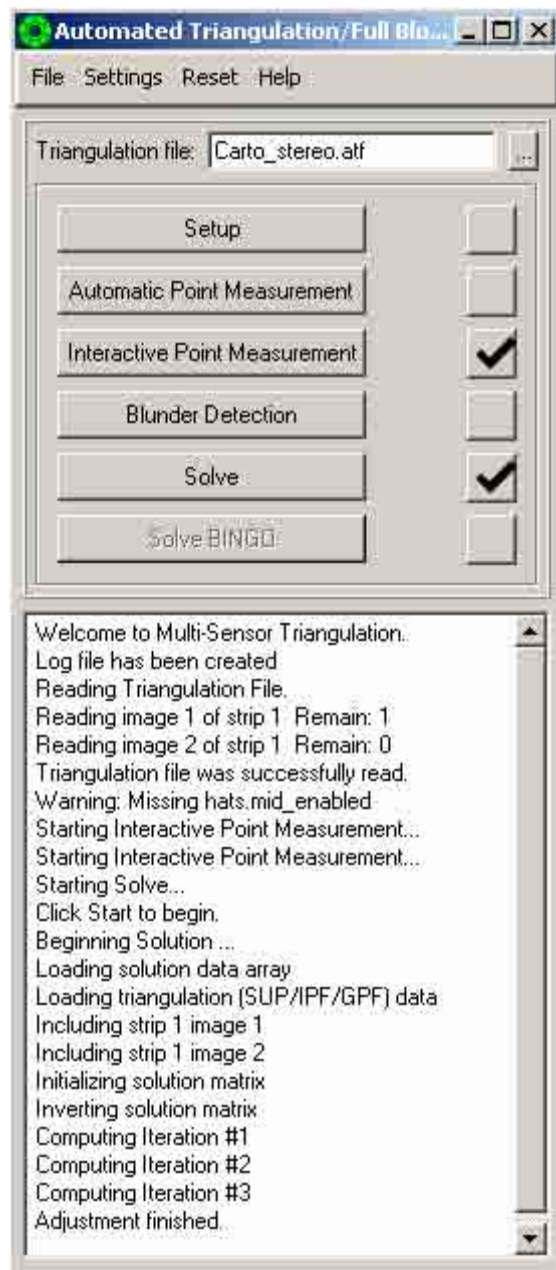 Automated Triangulation/Full Blo...
File Settings Reset Help
Triangulation file: Carto_stereo.atf ...
Setup
Automatic Point Measurement
Interactive Point Measurement
Blunder Detection
Solve
Solve BINGO
Welcome to Multi-Sensor Triangulation.
Log file has been created
Reading Triangulation File.
Reading image 1 of strip 1 Remain: 1
Reading image 2 of strip 1 Remain: 0
Triangulation file was successfully read.
Warning: Missing hats.mid_enabled
Starting Interactive Point Measurement...
Starting Interactive Point Measurement...
Starting Solve...
Click Start to begin.
Beginning Solution ...
Loading solution data array
Loading triangulation (SUP/IPF/GPF) data
Including strip 1 image 1
Including strip 1 image 2
Initializing solution matrix
Inverting solution matrix
Computing Iteration #1
Computing Iteration #2
Computing Iteration #3
Adjustment finished.